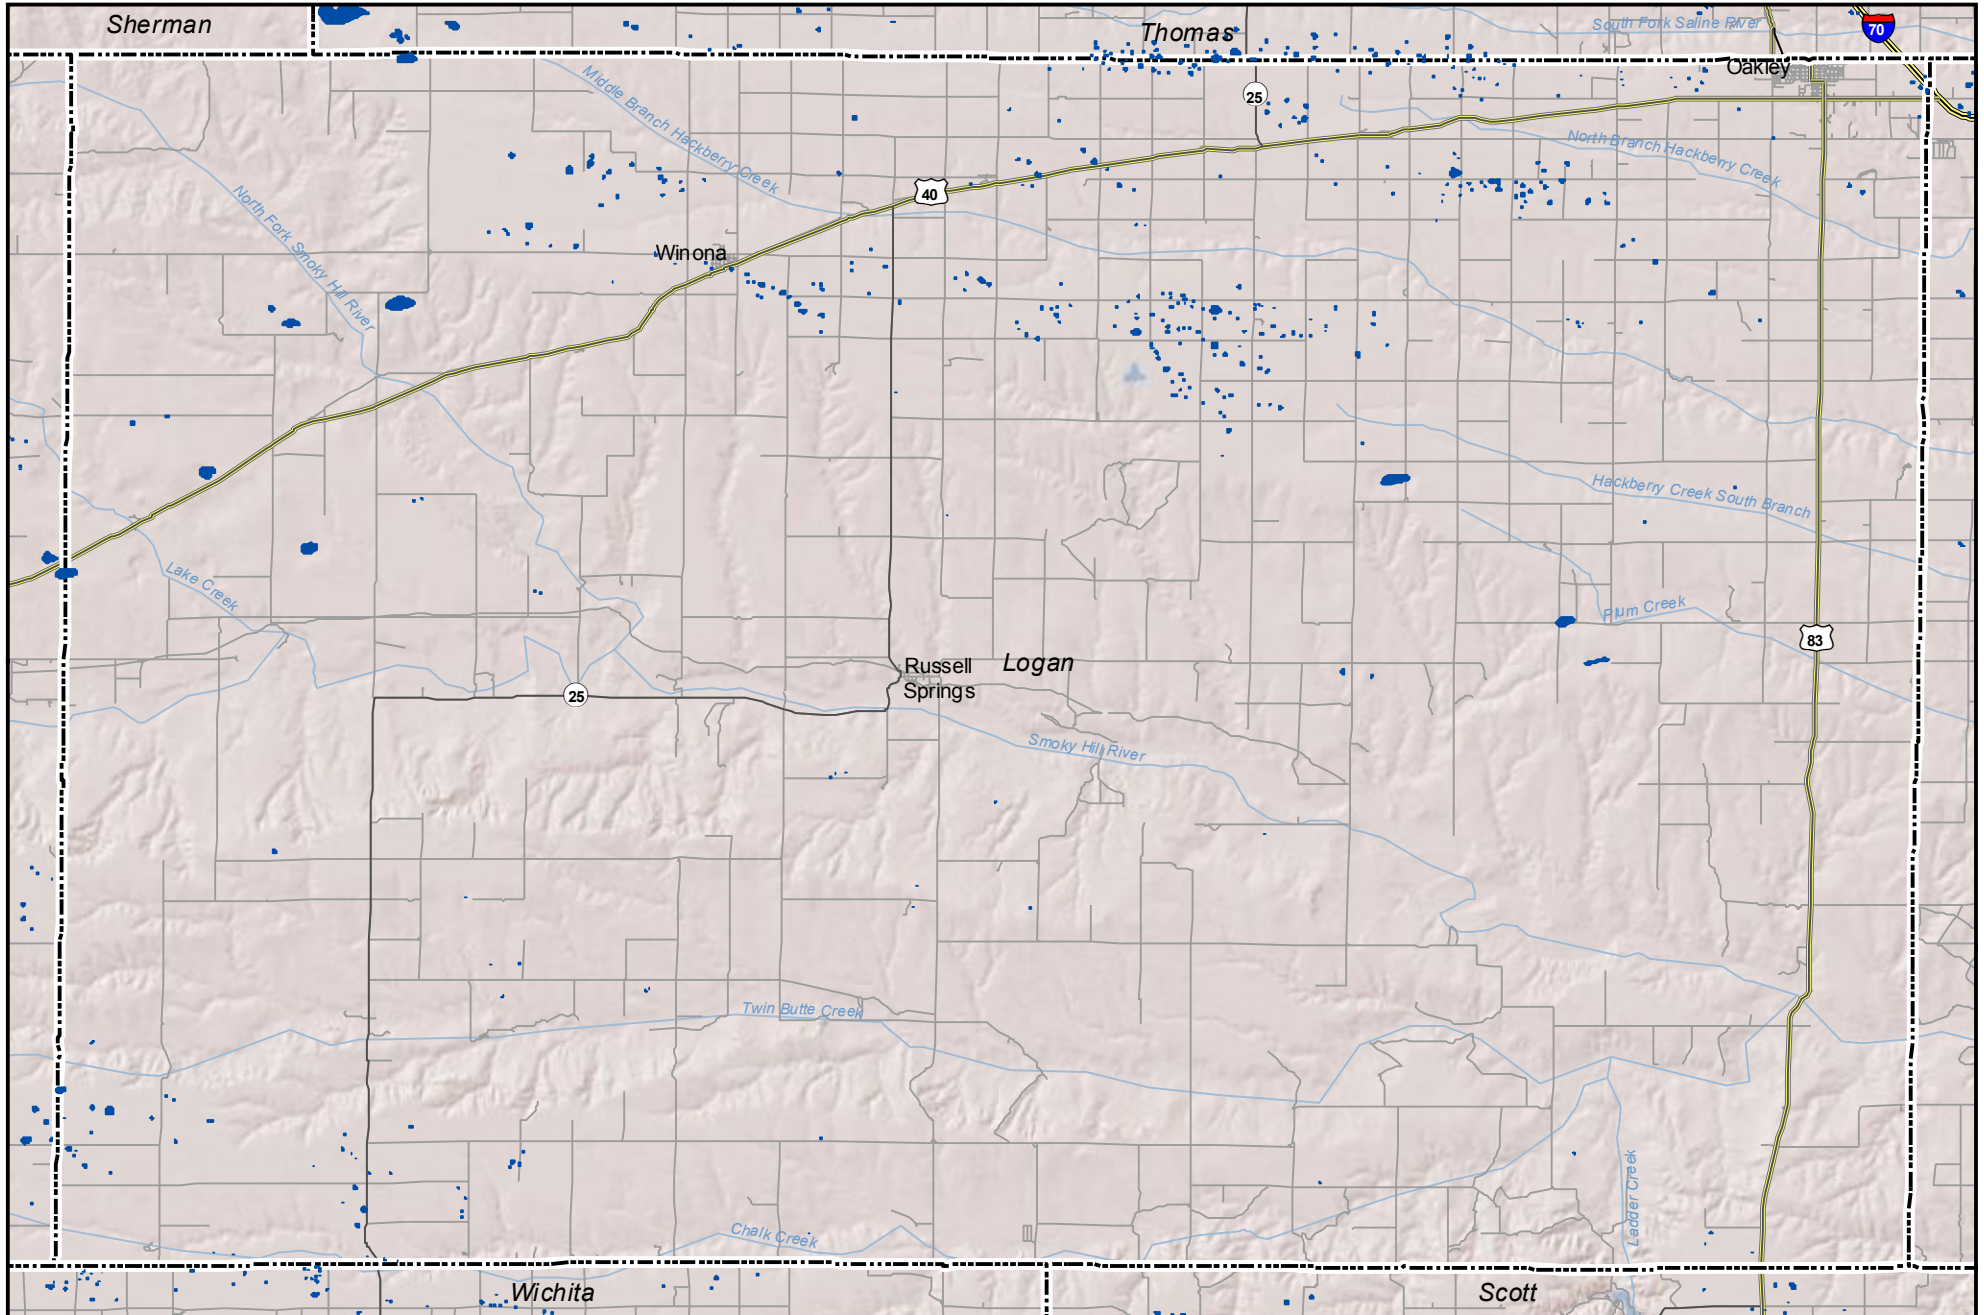 Sherman
Thomas
South Fork Saline River
70
Oakley
25
Middle Branch Hackberry Creek
North Branch Hackberry Creek
40
North Fork Smoky Hill River
Winona
Hackberry Creek South Branch
Lake Creek
Plum Creek
83
Russell
Springs
Logan
25
Smoky Hill River
Twin Butte Creek
Ladder Creek
Chalk Creek
Wichita
Scott